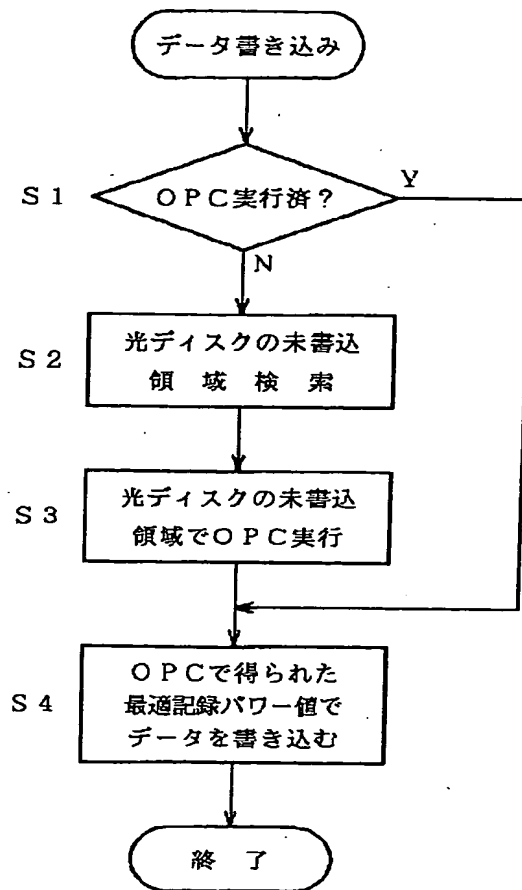 データ書き込み
S1
OPC実行済?
Y
N
S2
光ディスクの未書込
領 域 検 索
S3
光ディスクの未書込
領域でOPC実行
S4
OPCで得られた
最適記録パワー値で
データを書き込む
終 了